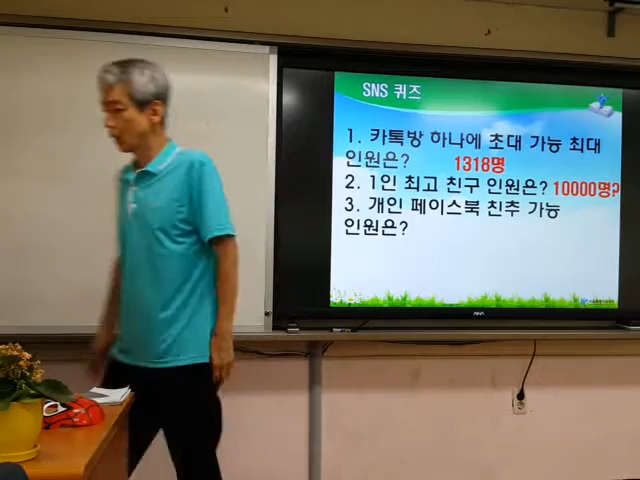 SNS 퀴즈
1. 카톡방 하나에 초대 가능 최대
인원은? 1318명
2. 1인 최고 친구 인원은? 10000명?
3. 개인 페이스북 친추 가능
인원은?